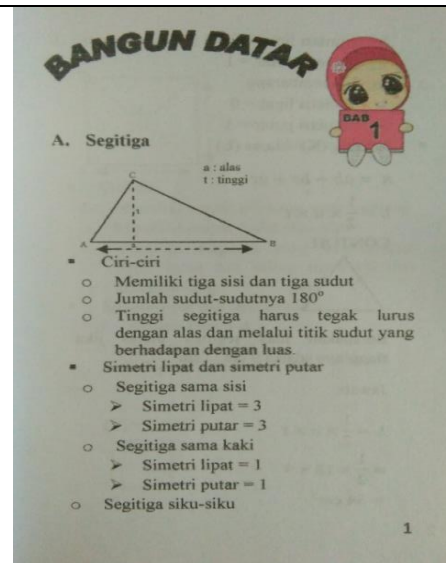 BANGUN DATAR
BAB
1
A. Segitiga
a : alas
t : tinggi
C
t
A
B
▪ Ciri-ciri
o Memiliki tiga sisi dan tiga sudut
o Jumlah sudut-sudutnya 180°
o Tinggi segitiga harus tegak lurus
dengan alas dan melalui titik sudut yang
berhadapan dengan luas.
▪ Simetri lipat dan simetri putar
o Segitiga sama sisi
➢ Simetri lipat = 3
➢ Simetri putar = 3
o Segitiga sama kaki
➢ Simetri lipat = 1
➢ Simetri putar = 1
o Segitiga siku-siku
1